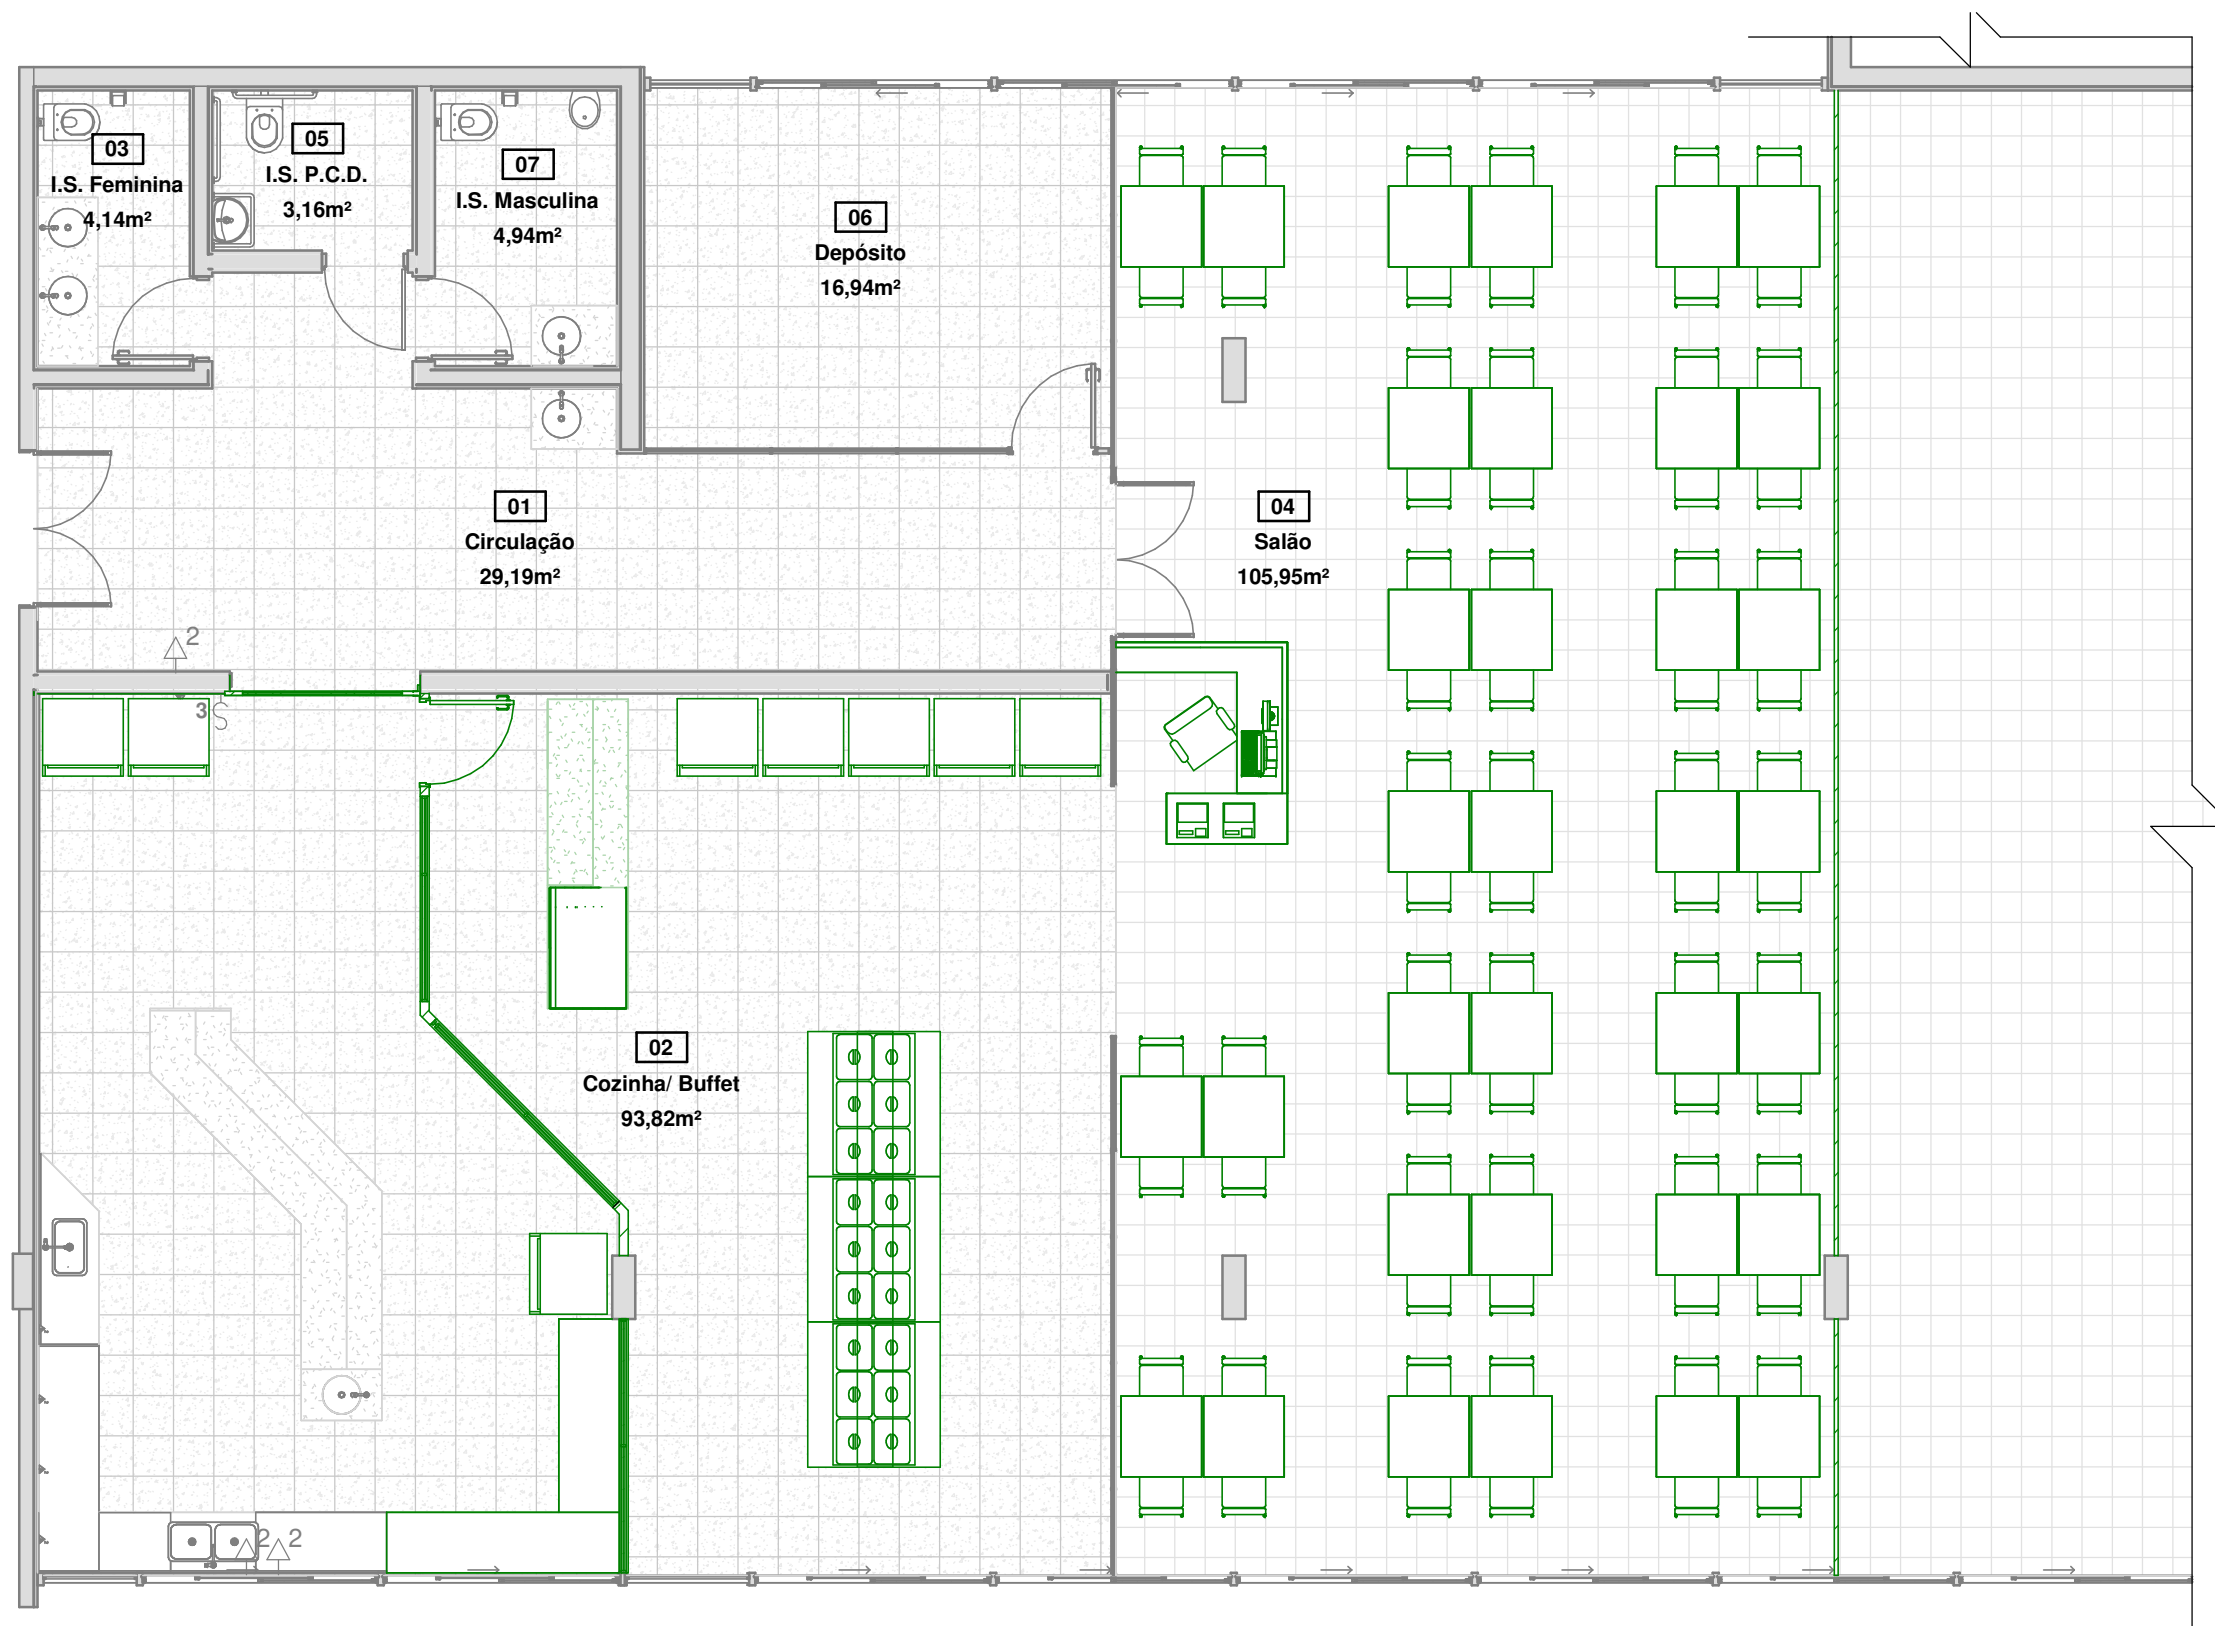 03
I.S. Feminina
4,14m²
05
I.S. P.C.D.
3,16m²
07
I.S. Masculina
4,94m²
06
Depósito
16,94m²
01
Circulação
29,19m²
04
Salão
105,95m²
2
3 S
02
Cozinha/ Buffet
93,82m²
2 2